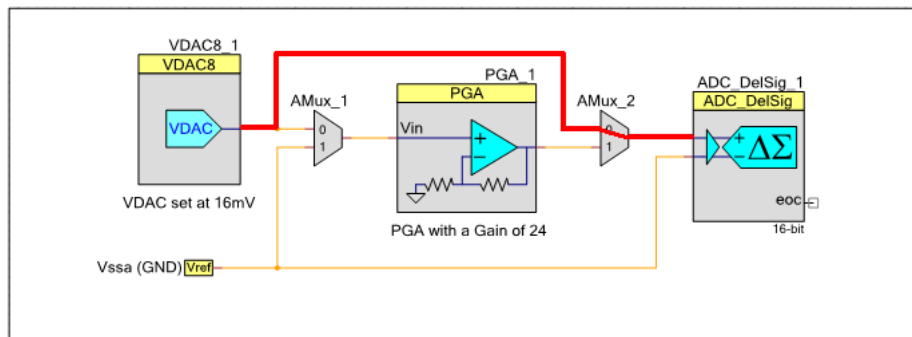 VDAC8_1
VDAC8
VDAC
VDAC set at 16mV
AMux_1
0
1
PGA_1
PGA
Vin
+
−
PGA with a Gain of 24
AMux_2
0
1
ADC_DelSig_1
ADC_DelSig
+
−
ΔΣ
eoc
16-bit
Vssa (GND) Vref